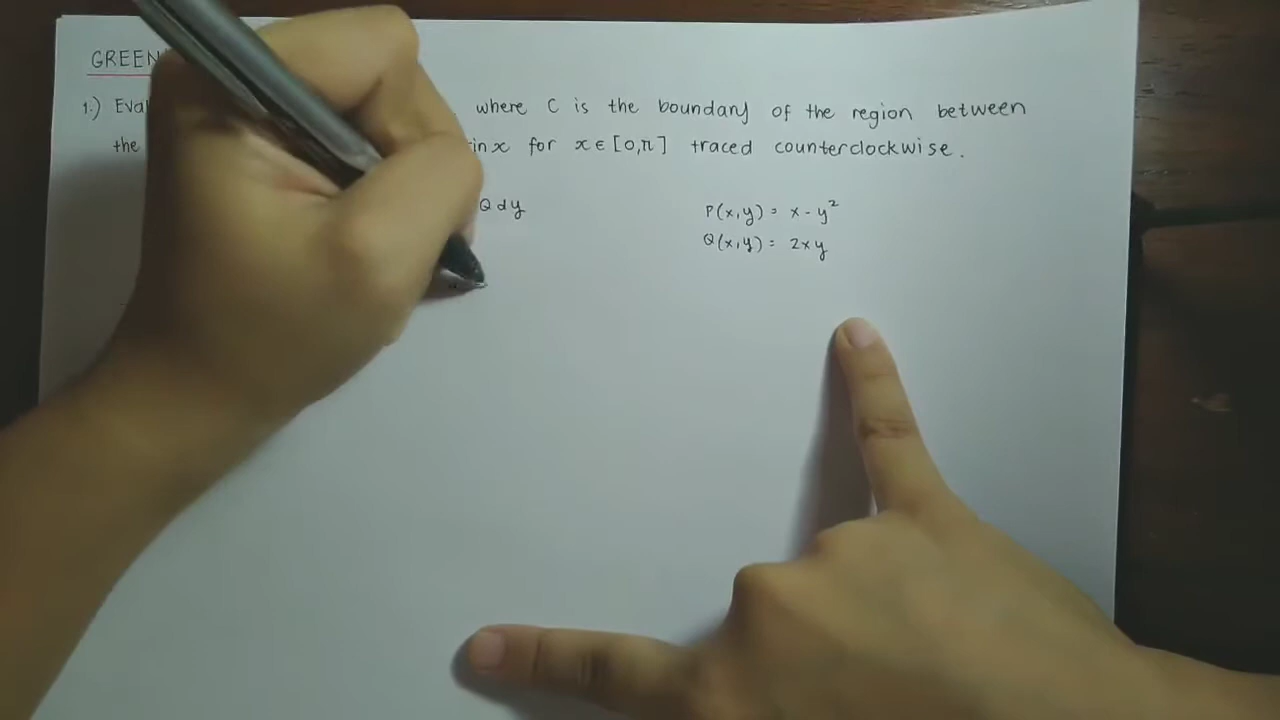 GREEN
1.) Eval where C is the boundary of the region between
the in x for x ∈ [0,π] traced counterclockwise.
Q dy
P(x,y) = x - y²
Q(x,y) = 2xy